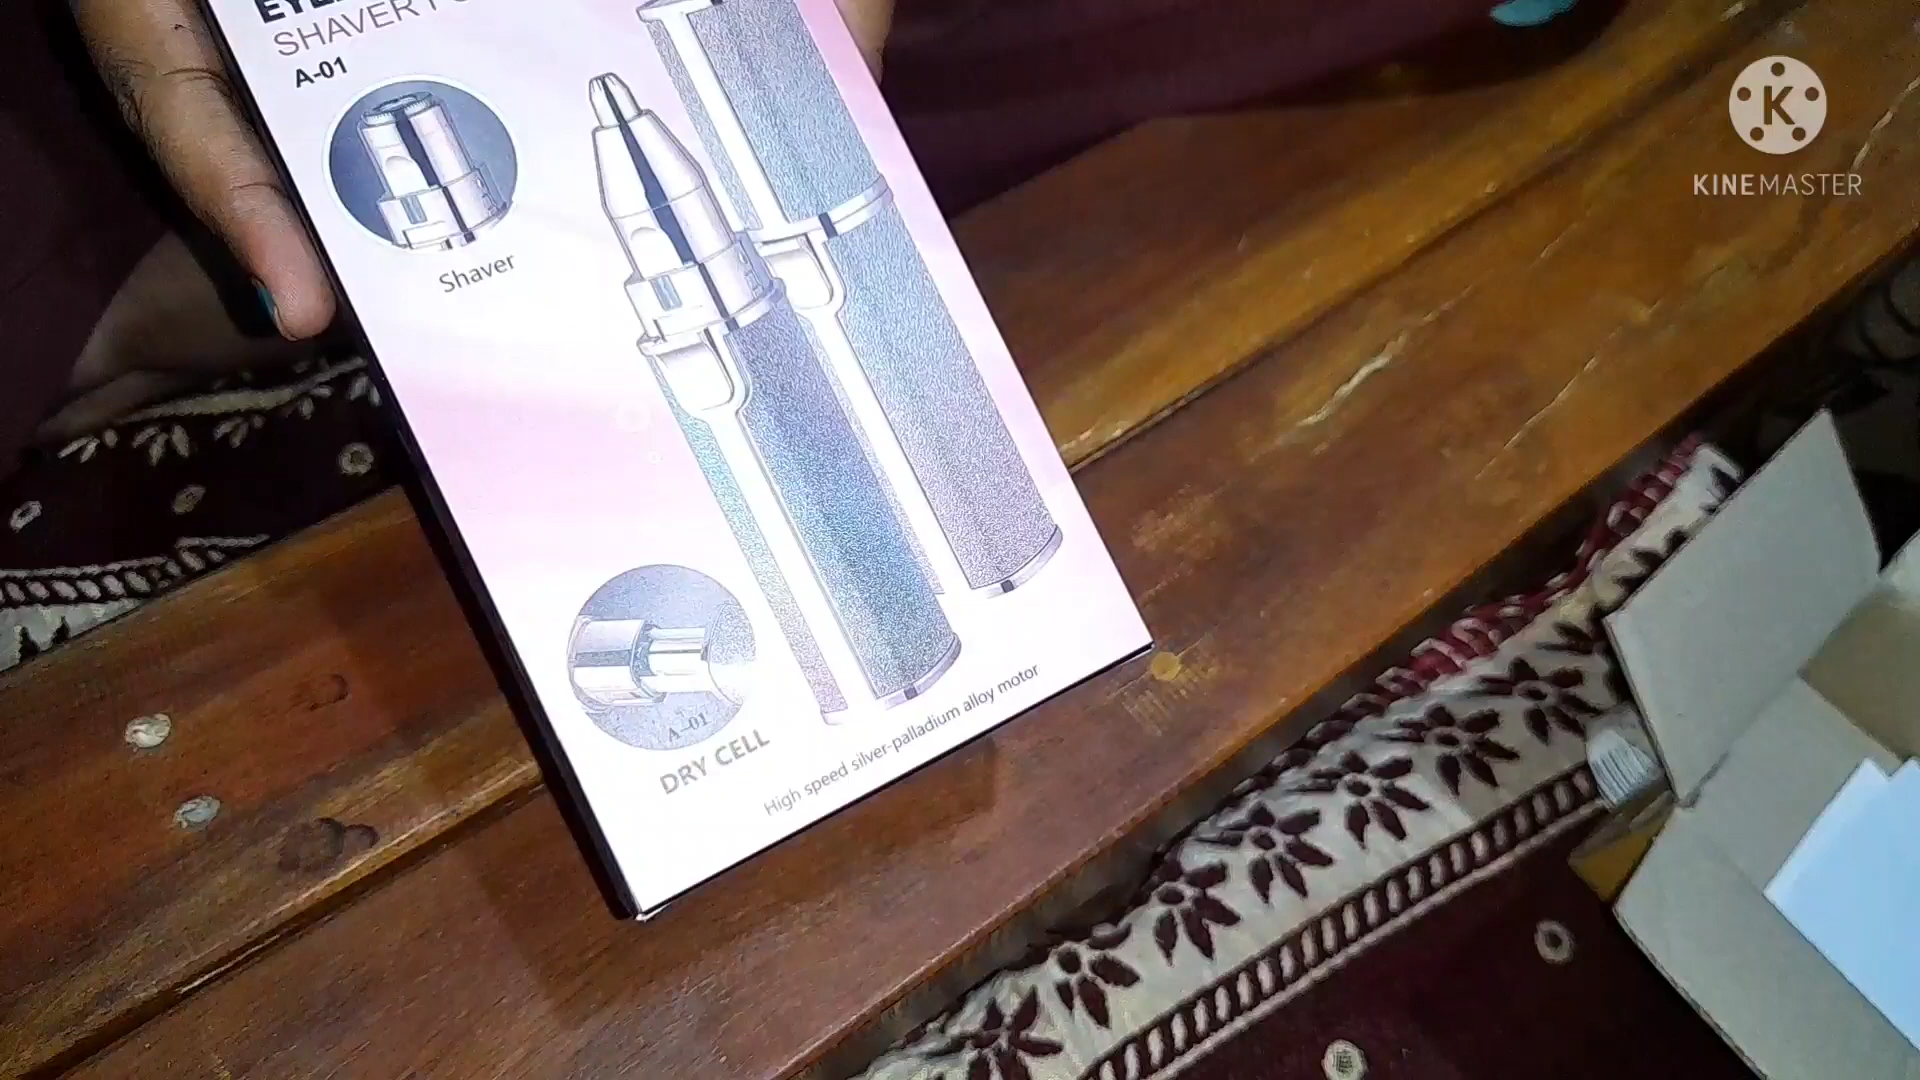 SHAVER
A-01
Shaver
A-01
DRY CELL
High speed silver-palladium alloy motor
K
KINEMASTER